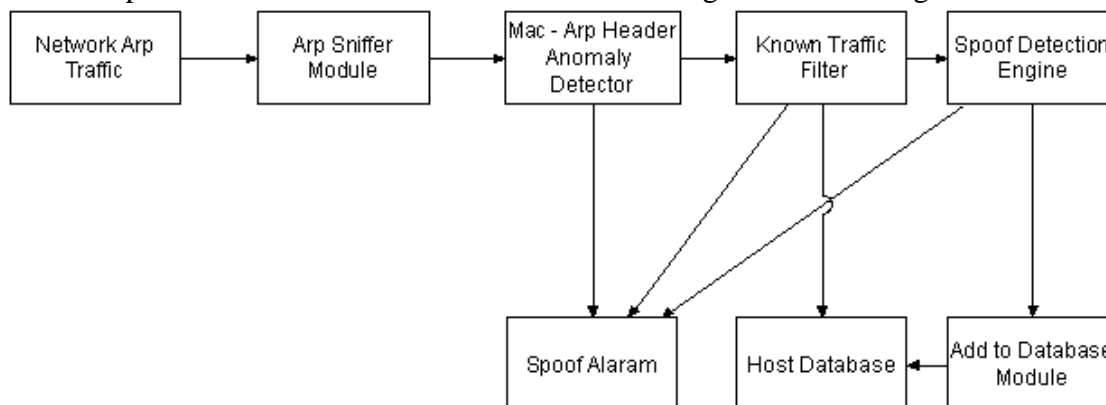 Network Arp
Traffic
Arp Sniffer
Module
Mac - Arp Header
Anomaly
Detector
Known Traffic
Filter
Spoof Detection
Engine
Spoof Alaram
Host Database
Add to Database
Module